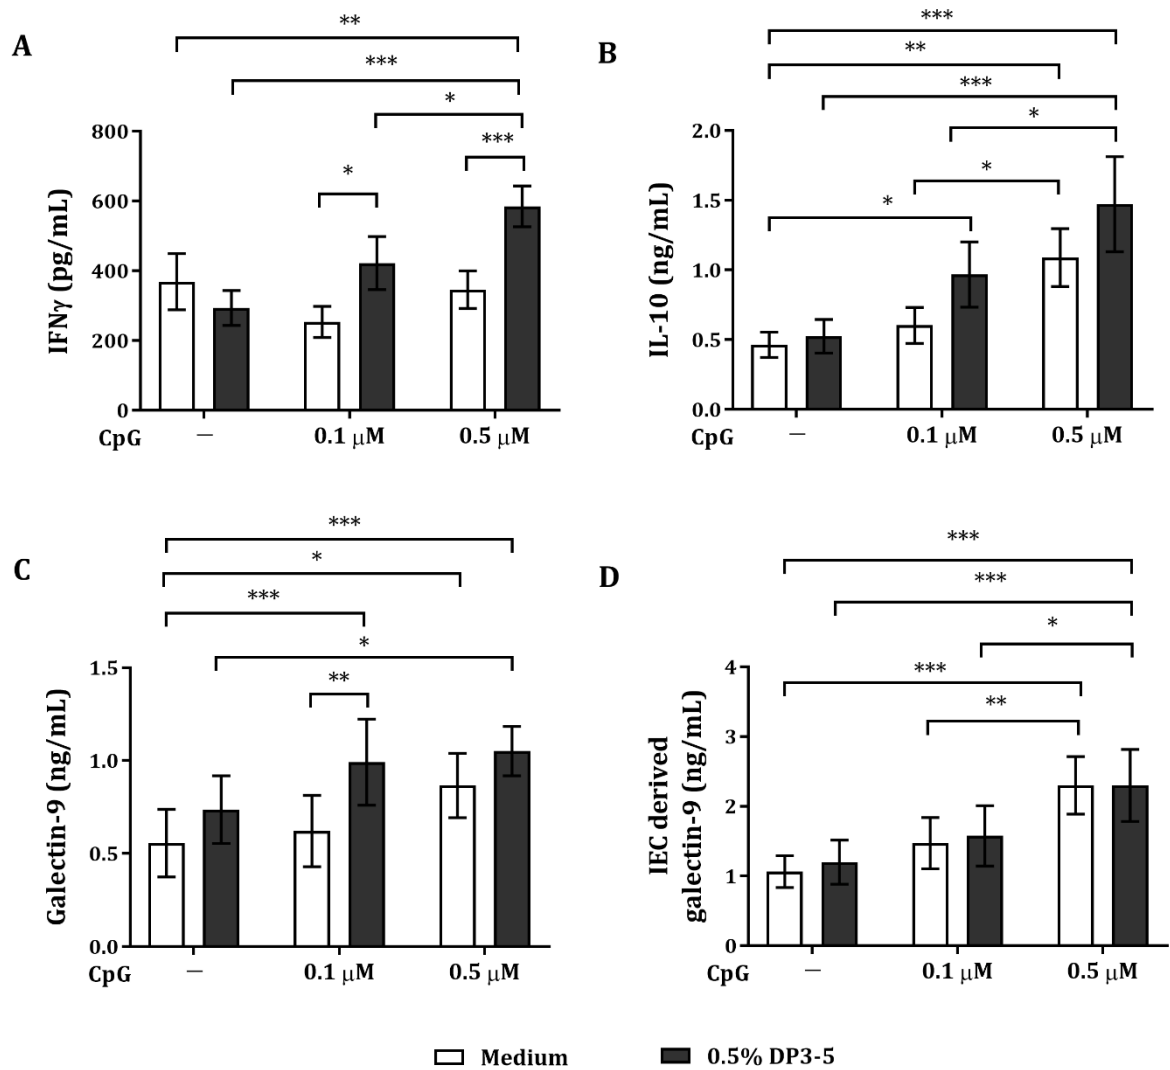 A
**
***
*
***
*
IFNγ (pg/mL)
800
600
400
200
0
CpG
–
0.1 µM
0.5 µM
B
***
**
***
*
*
*
IL-10 (ng/mL)
2.0
1.5
1.0
0.5
0.0
CpG
–
0.1 µM
0.5 µM
C
***
*
***
*
**
Galectin-9 (ng/mL)
1.5
1.0
0.5
0.0
CpG
–
0.1 µM
0.5 µM
D
***
***
*
***
**
IEC derived
galectin-9 (ng/mL)
4
3
2
1
0
CpG
–
0.1 µM
0.5 µM
Medium
0.5% DP3-5